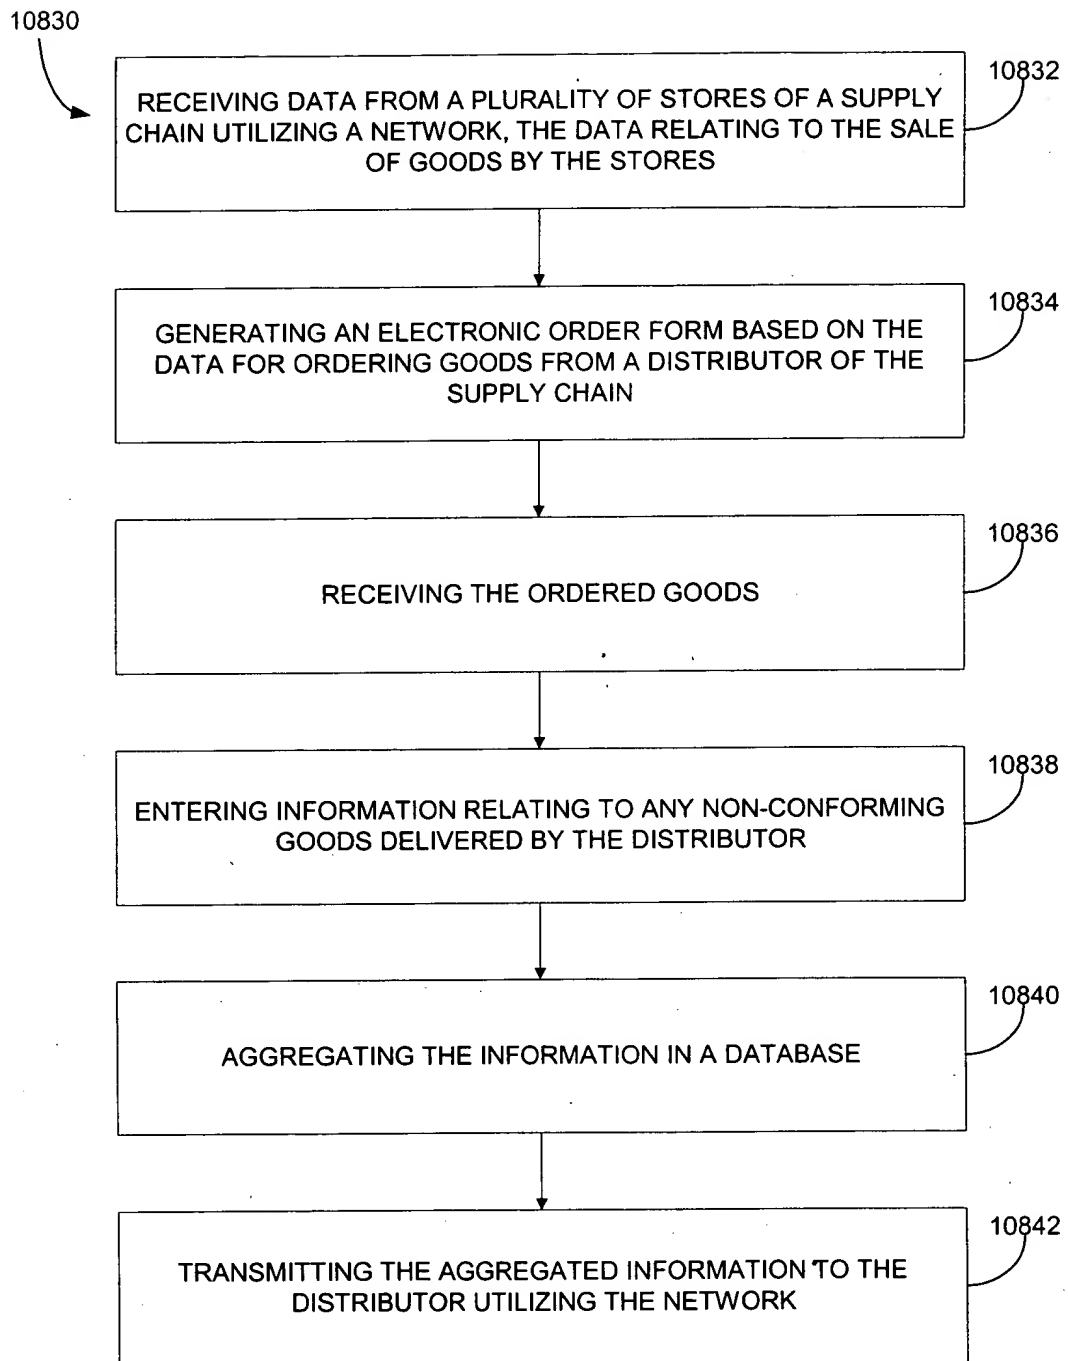 10830
10832
RECEIVING DATA FROM A PLURALITY OF STORES OF A SUPPLY
CHAIN UTILIZING A NETWORK, THE DATA RELATING TO THE SALE
OF GOODS BY THE STORES
10834
GENERATING AN ELECTRONIC ORDER FORM BASED ON THE
DATA FOR ORDERING GOODS FROM A DISTRIBUTOR OF THE
SUPPLY CHAIN
10836
RECEIVING THE ORDERED GOODS
10838
ENTERING INFORMATION RELATING TO ANY NON-CONFORMING
GOODS DELIVERED BY THE DISTRIBUTOR
10840
AGGREGATING THE INFORMATION IN A DATABASE
10842
TRANSMITTING THE AGGREGATED INFORMATION TO THE
DISTRIBUTOR UTILIZING THE NETWORK